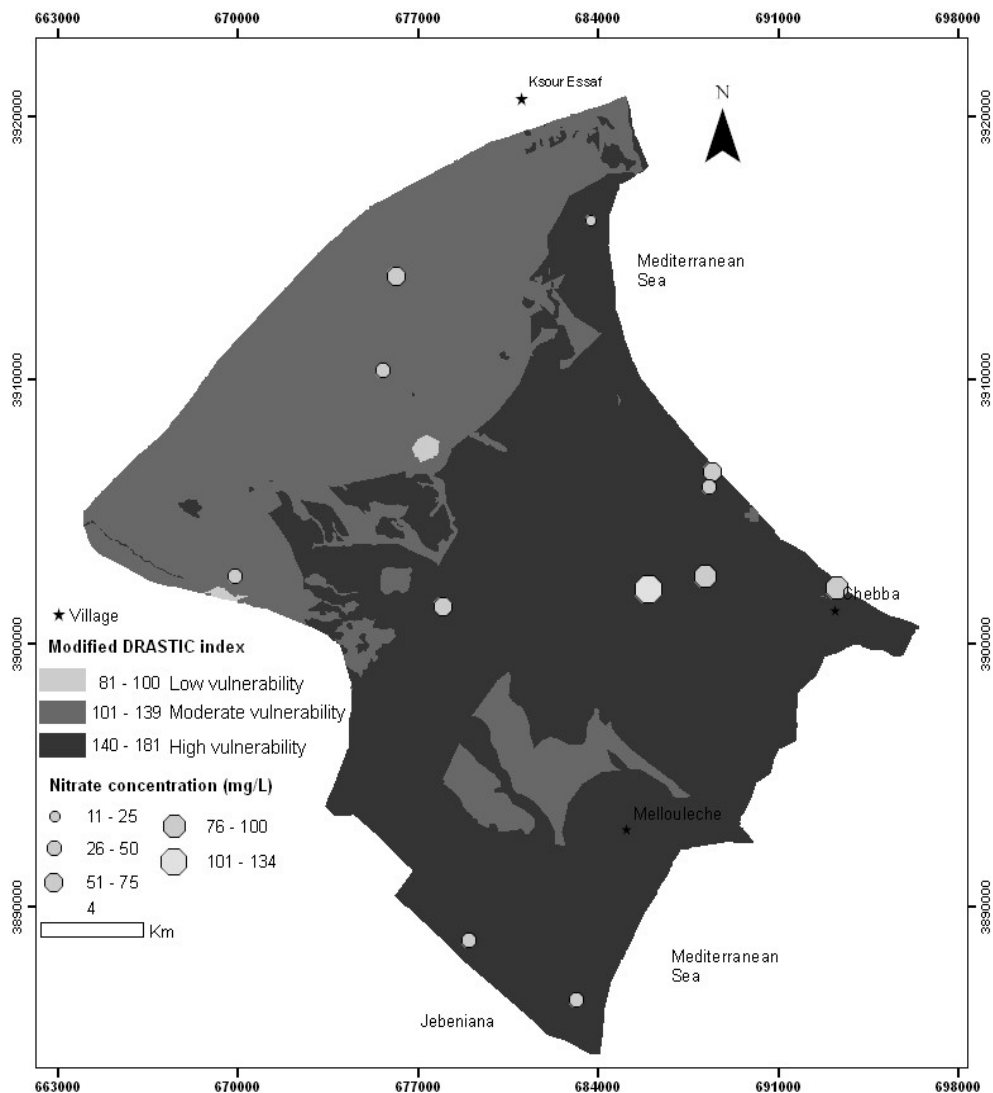 663000 670000 677000 684000 691000 698000
Ksour Essaf
N
3920000 3920000
Mediterranean
Sea
3910000 3910000
Chebba
Village
3900000 3900000
Modified DRASTIC index
81 - 100 Low vulnerability
101 - 139 Moderate vulnerability
140 - 181 High vulnerability
Nitrate concentration (mg/L)
11 - 25 76 - 100
26 - 50 101 - 134
51 - 75
Mellouleche
3890000 3890000
4
Km
Mediterranean
Sea
Jebeniana
663000 670000 677000 684000 691000 698000